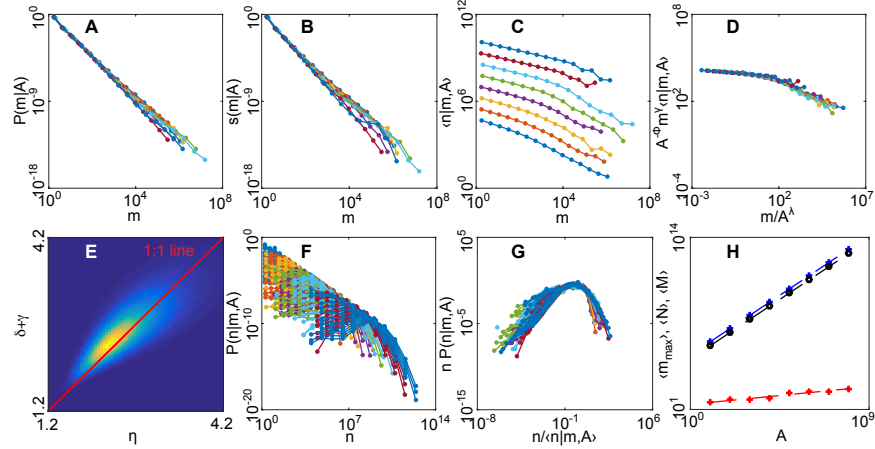 A
P(m|A)
10^0
10^-9
10^-18
10^0
10^4
10^8
m
B
s(m|A)
10^0
10^-9
10^-18
10^0
10^4
10^8
m
C
⟨n|m,A⟩
10^18
10^12
10^6
10^0
10^0
10^4
10^8
m
D
A^-Φ m^γ⟨n|m,A⟩
10^8
10^2
10^-4
10^-3
10^2
10^7
m/A^λ
E
1:1 line
δ+γ
4.2
1.2
1.2
4.2
η
F
P(n|m,A)
10^0
10^-10
10^-20
10^0
10^7
10^14
n
G
n P(n|m,A)
10^5
10^-5
10^-15
10^-8
10^-1
10^6
n/⟨n|m,A⟩
H
⟨m_max⟩, ⟨N⟩, ⟨M⟩
10^14
10^1
10^0
10^9
A